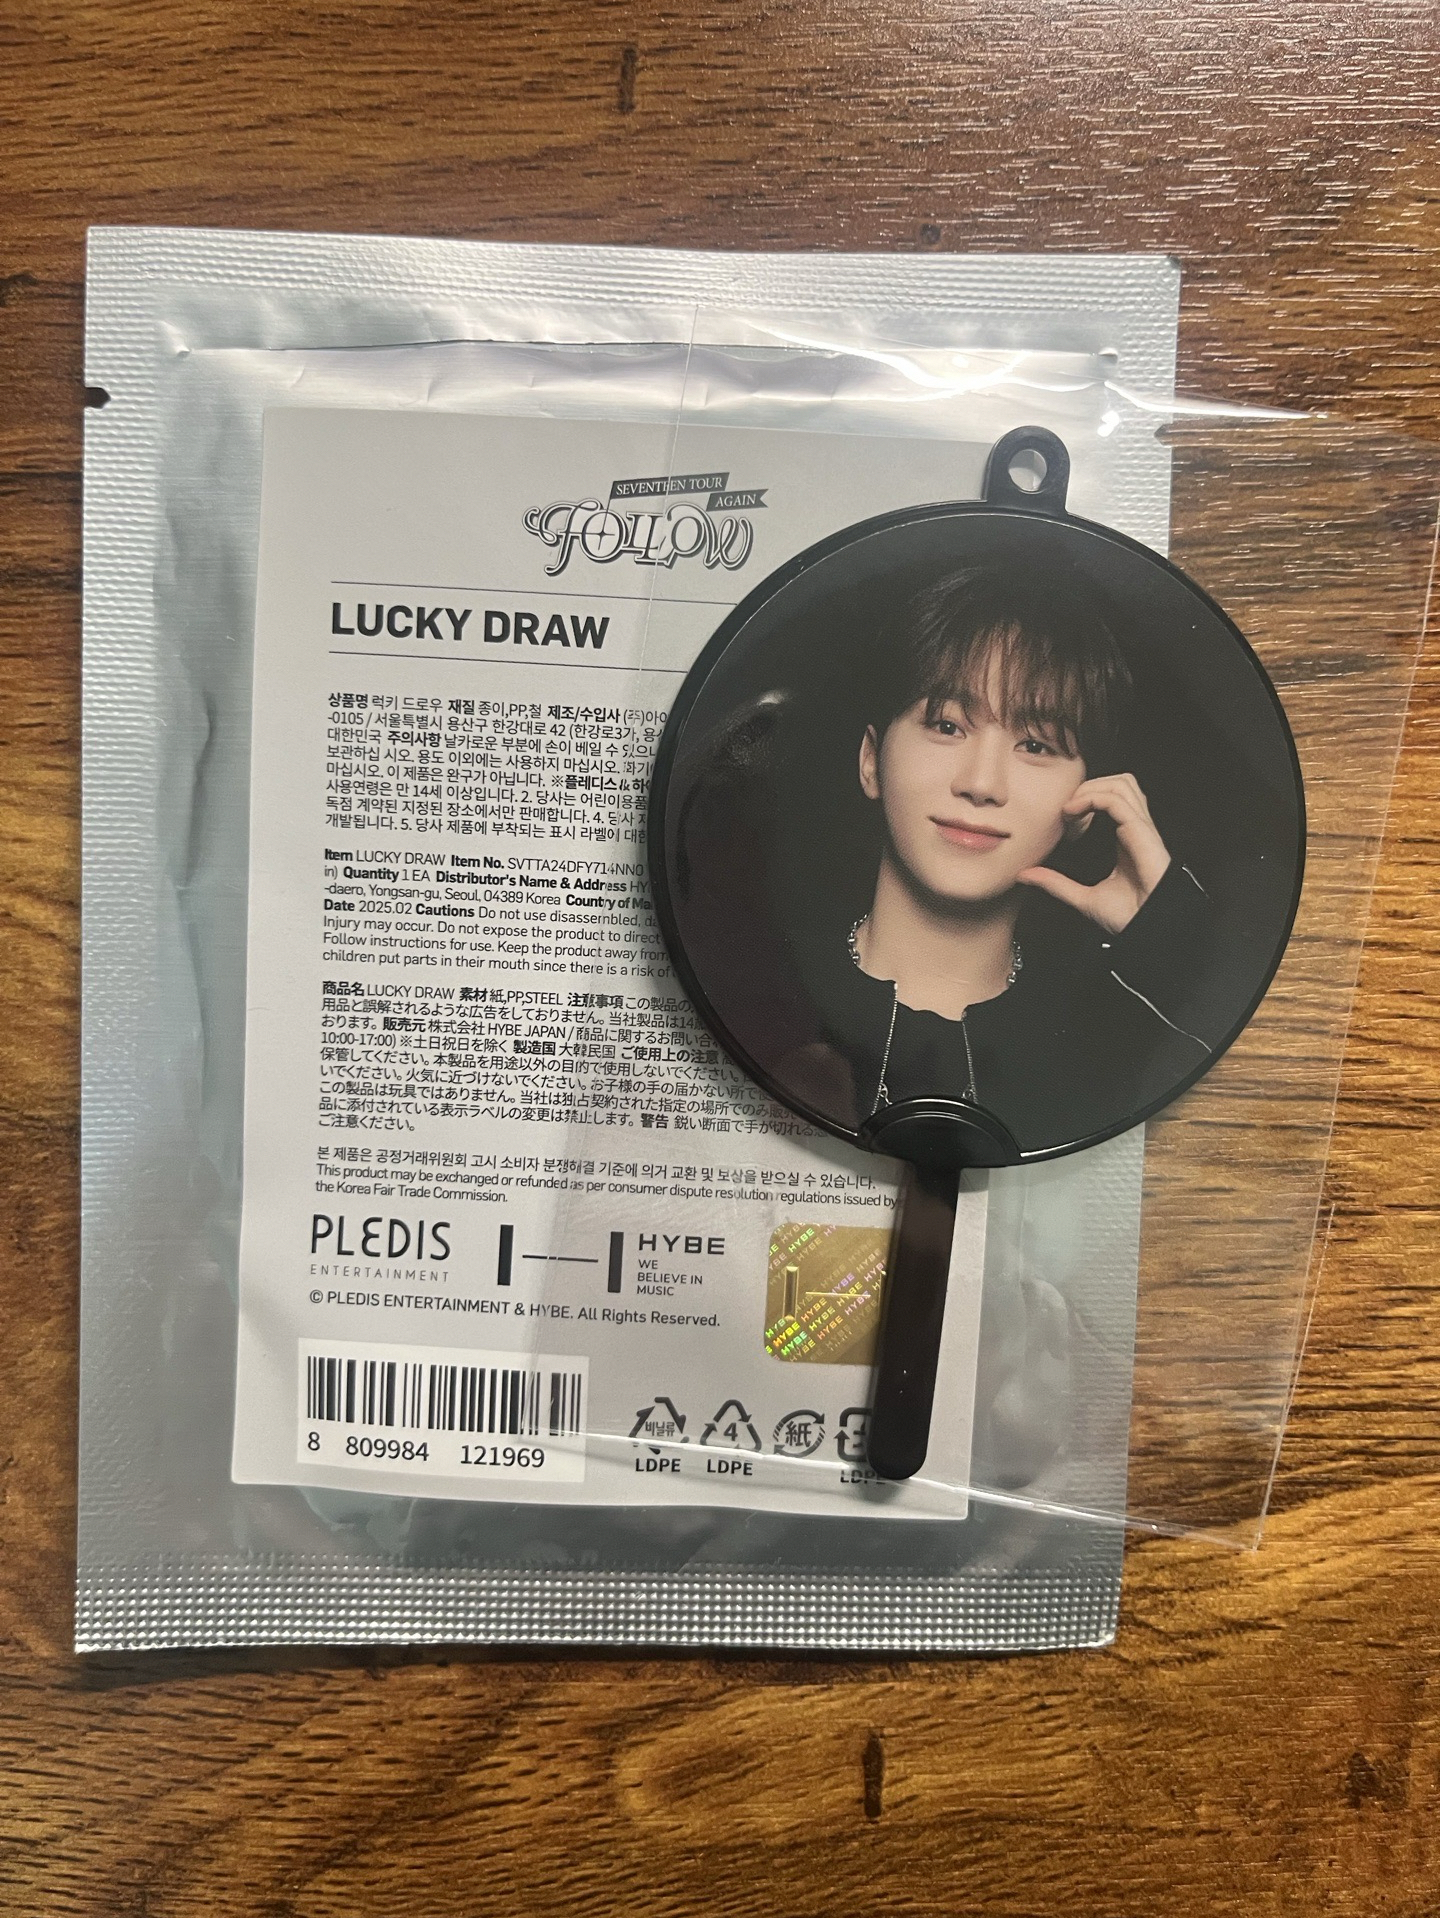 SEVENTEEN TOUR
AGAIN
FOLLOW
LUCKY DRAW
상품명 럭키 드로우 재질 종이,PP,철 제조/수입사 (주)아이
-0105 / 서울특별시 용산구 한강대로 42 (한강로3가, 용산
대한민국 주의사항 날카로운 부분에 손이 베일 수 있으니
보관하십 시오. 용도 이외에는 사용하지 마십시오. 화기에
마십시오. 이 제품은 완구가 아닙니다. ※플레디스 & 하이
사용연령은 만 14세 이상입니다. 2. 당사는 어린이용품
독점 계약된 지정된 장소에서만 판매합니다. 4. 당사 제
개발됩니다. 5. 당사 제품에 부착되는 표시 라벨에 대한
Item LUCKY DRAW Item No. SVTTA24DFY714NN0
in) Quantity 1 EA Distributor's Name & Address HY
-daero, Yongsan-gu, Seoul, 04389 Korea Country of Ma
Date 2025.02 Cautions Do not use disassembled, da
Injury may occur. Do not expose the product to direct
Follow instructions for use. Keep the product away from
children put parts in their mouth since there is a risk of
商品名 LUCKY DRAW 素材 紙,PP,STEEL 注意事項 この製品の
用品と誤解されるような広告をしておりません。当社製品は14歳
おります。販売元 株式会社 HYBE JAPAN / 商品に関するお問い合わ
10:00-17:00) ※土日祝日を除く 製造国 大韓民国 ご使用上の注意
保管してください。本製品を用途以外の目的で使用しないでください。
いでください。火気に近づけないでください。お子様の手の届かない所で
この製品は玩具ではありません。当社は独占契約された指定の場所でのみ販売
品に添付されている表示ラベルの変更は禁止します。警告 鋭い断面で手が切れる
ご注意ください。
본 제품은 공정거래위원회 고시 소비자 분쟁해결 기준에 의거 교환 및 보상을 받으실 수 있습니다.
This product may be exchanged or refunded as per consumer dispute resolution regulations issued by
the Korea Fair Trade Commission.
PLEDIS
ENTERTAINMENT
HYBE
WE
BELIEVE IN
MUSIC
© PLEDIS ENTERTAINMENT & HYBE. All Rights Reserved.
HYBE HYBE HYBE
8 809984 121969
비닐류
LDPE
4
LDPE
紙
LDPE